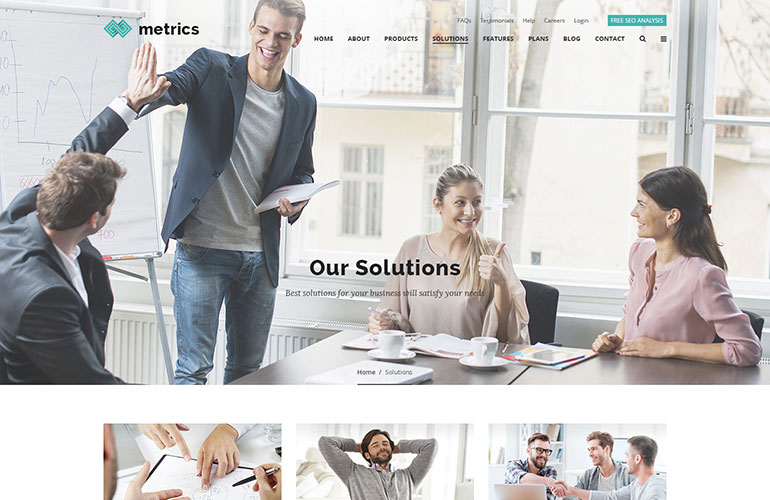 FAQs Testimonials Help Careers Login FREE SEO ANALYSIS
metrics
HOME ABOUT PRODUCTS SOLUTIONS FEATURES PLANS BLOG CONTACT
Our Solutions
Best solutions for your business will satisfy your needs
Home / Solutions